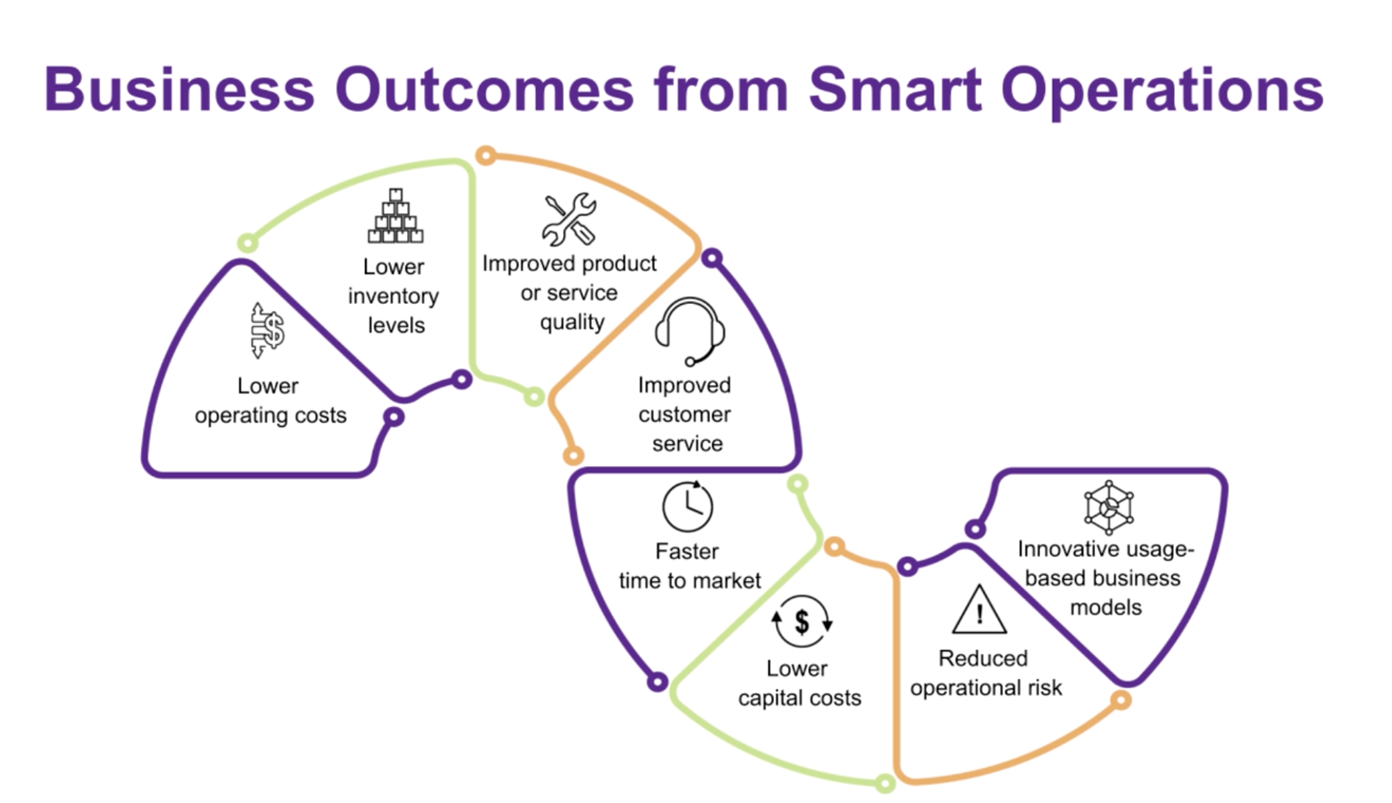 Business Outcomes from Smart Operations
Lower
operating costs
Lower
inventory
levels
Improved product
or service
quality
Improved
customer
service
Faster
time to market
$
Lower
capital costs
!
Reduced
operational risk
Innovative usage-
based business
models